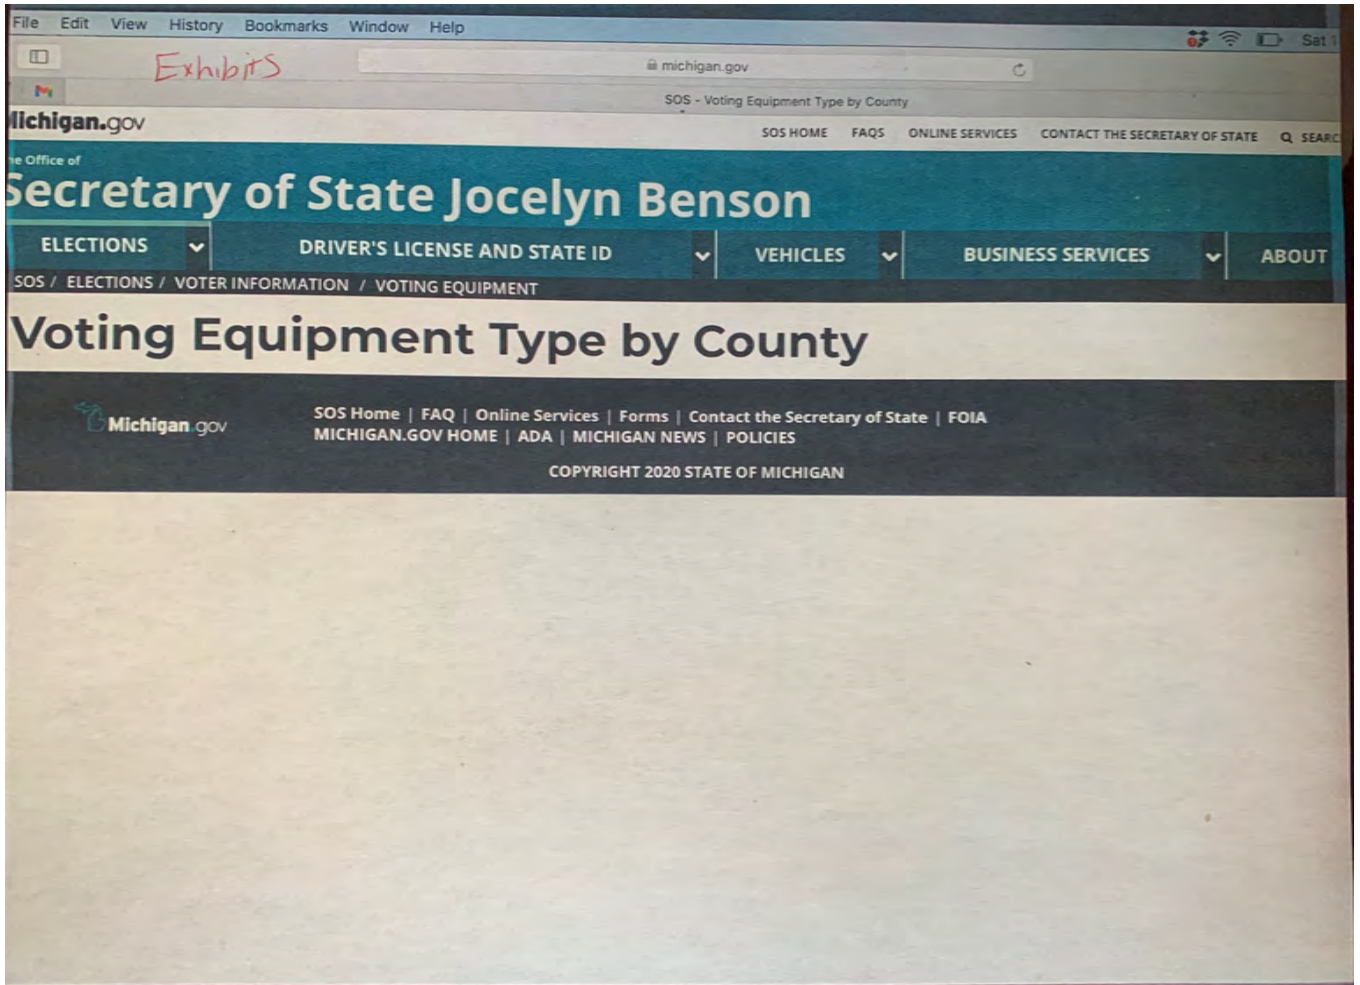 File Edit View History Bookmarks Window Help
Sat
Exhibits
michigan.gov
SOS - Voting Equipment Type by County
lichigan.gov
SOS HOME FAQS ONLINE SERVICES CONTACT THE SECRETARY OF STATE SEARC
e Office of
Secretary of State Jocelyn Benson
ELECTIONS DRIVER'S LICENSE AND STATE ID VEHICLES BUSINESS SERVICES ABOUT
SOS / ELECTIONS / VOTER INFORMATION / VOTING EQUIPMENT
Voting Equipment Type by County
Michigan.gov
SOS Home | FAQ | Online Services | Forms | Contact the Secretary of State | FOIA
MICHIGAN.GOV HOME | ADA | MICHIGAN NEWS | POLICIES
COPYRIGHT 2020 STATE OF MICHIGAN